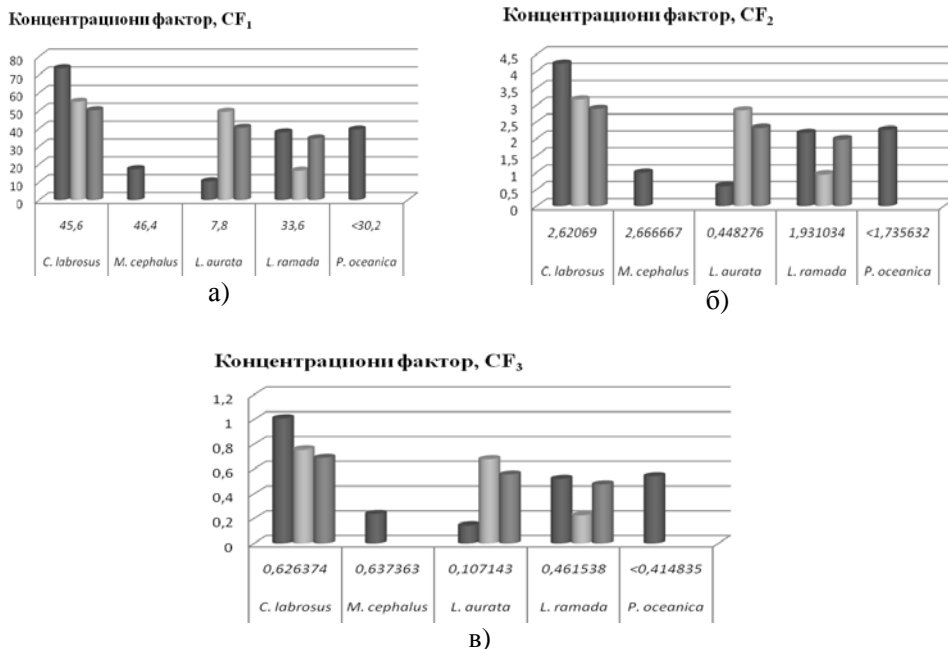 а)
Концентрациони фактор, CF1
80
70
60
50
40
30
20
10
0
45,6 46,4 7,8 33,6 <30,2
C. labrosus M. cephalus L. aurata L. ramada P. oceanica
а)
б)
Концентрациони фактор, CF2
4,5
4
3,5
3
2,5
2
1,5
1
0,5
0
2,62069 2,666667 0,448276 1,931034 <1,735632
C. labrosus M. cephalus L. aurata L. ramada P. oceanica
б)
Концентрациони фактор, CF3
1,2
1
0,8
0,6
0,4
0,2
0
0,626374 0,637363 0,107143 0,461538 <0,414835
C. labrosus M. cephalus L. aurata L. ramada P. oceanica
в)